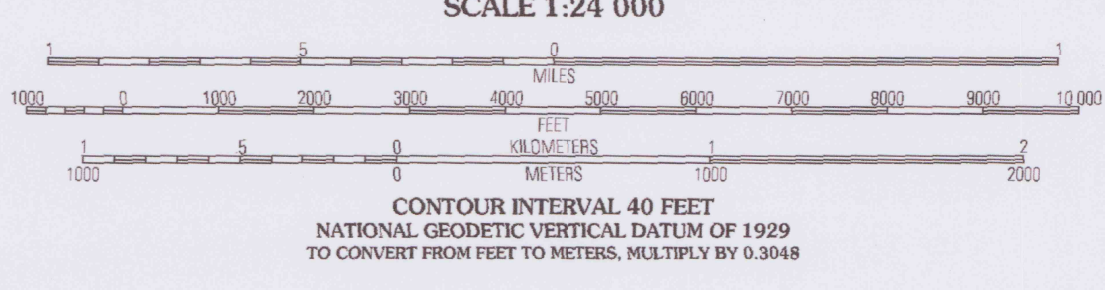 SCALE 1:24 000
1 .5 0 1
MILES
1000 0 1000 2000 3000 4000 5000 6000 7000 8000 9000 10 000
FEET
1 .5 0 KILOMETERS 1 2
1000 0 METERS 1000 2000
CONTOUR INTERVAL 40 FEET
NATIONAL GEODETIC VERTICAL DATUM OF 1929
TO CONVERT FROM FEET TO METERS, MULTIPLY BY 0.3048